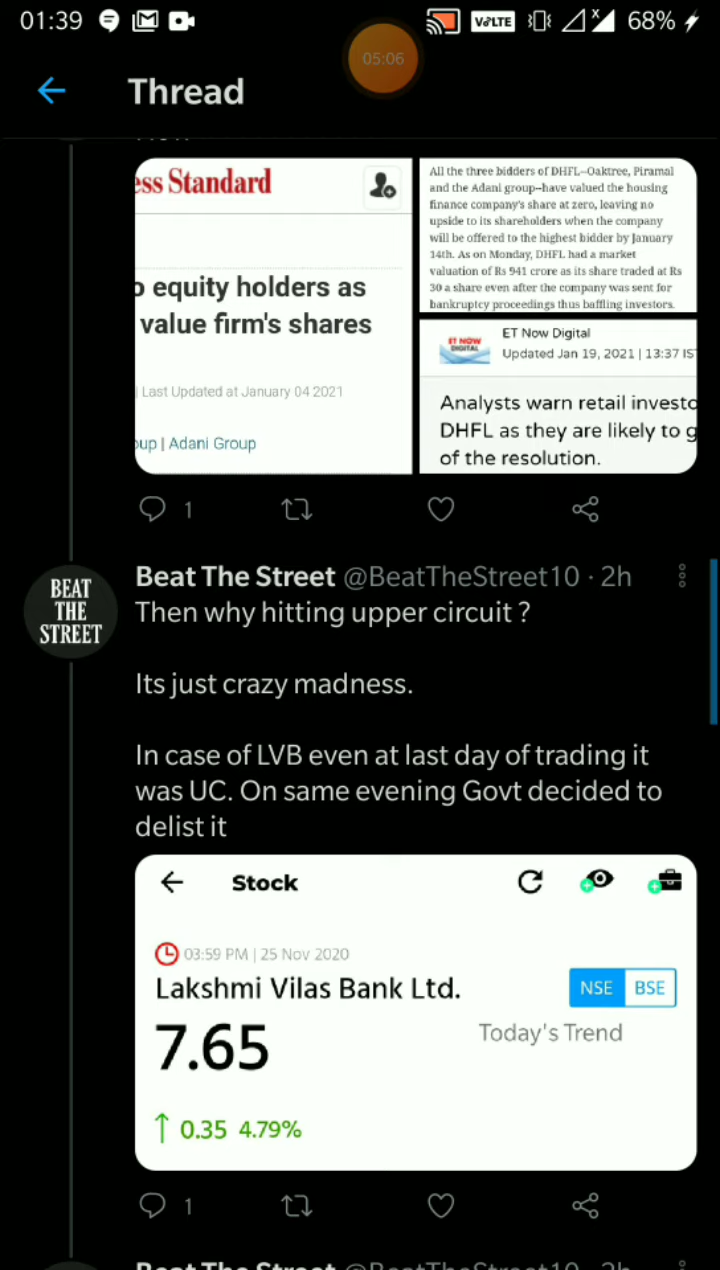 01:39
VoLTE
68%
05:06
Thread
ess Standard
equity holders as
value firm's shares
Last Updated at January 04 2021
oup | Adani Group
All the three bidders of DHFL--Oaktree, Piramal
and the Adani group--have valued the housing
finance company's share at zero, leaving no
upside to its shareholders when the company
will be offered to the highest bidder by January
14th. As on Monday, DHFL had a market
valuation of Rs 941 crore as its share traded at Rs
30 a share even after the company was sent for
bankruptcy proceedings thus baffling investors.
ET NOW
DIGITAL
ET Now Digital
Updated Jan 19, 2021 | 13:37 IS
Analysts warn retail investo
DHFL as they are likely to g
of the resolution.
1
BEAT
THE
STREET
Beat The Street @BeatTheStreet10 · 2h
Then why hitting upper circuit ?
Its just crazy madness.
In case of LVB even at last day of trading it
was UC. On same evening Govt decided to
delist it
Stock
03:59 PM | 25 Nov 2020
Lakshmi Vilas Bank Ltd.
NSE BSE
7.65
Today's Trend
↑ 0.35 4.79%
1
Beat The Street @BeatTheStreet10 · 2h